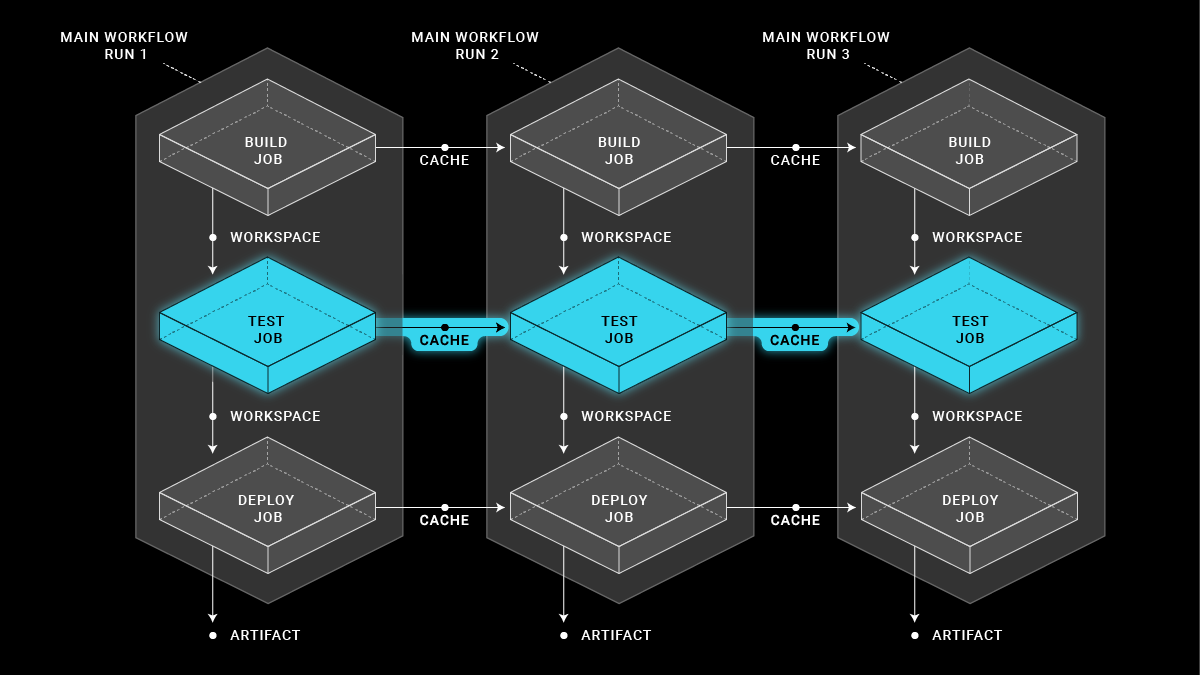 MAIN WORKFLOW
RUN 1
MAIN WORKFLOW
RUN 2
MAIN WORKFLOW
RUN 3
BUILD
JOB
CACHE
BUILD
JOB
CACHE
BUILD
JOB
WORKSPACE
WORKSPACE
WORKSPACE
TEST
JOB
CACHE
TEST
JOB
CACHE
TEST
JOB
WORKSPACE
WORKSPACE
WORKSPACE
DEPLOY
JOB
CACHE
DEPLOY
JOB
CACHE
DEPLOY
JOB
ARTIFACT
ARTIFACT
ARTIFACT